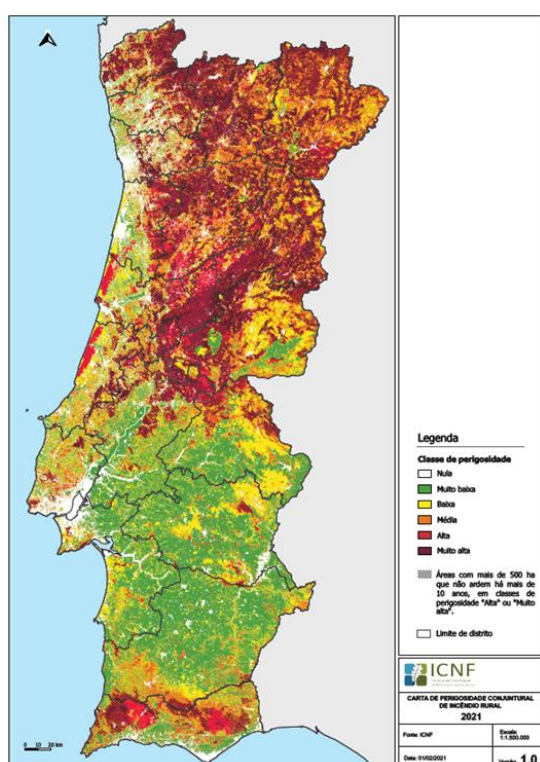 0 10 20 km
Legenda
Classe de perigosidade
Nula
Muito baixa
Baixa
Média
Alta
Muito alta
Áreas com mais de 500 ha
que não ardem há mais de
10 anos, em classes de
perigosidade "Alta" ou "Muito
alta".
Limite de distrito
ICNF
CARTA DE PERIGOSIDADE CONJUNTURAL
DE INCÊNDIO RURAL
2021
Fonte: ICNF
Escala:
1:1.500.000
Data: 01/02/2021
Versão: 1.0